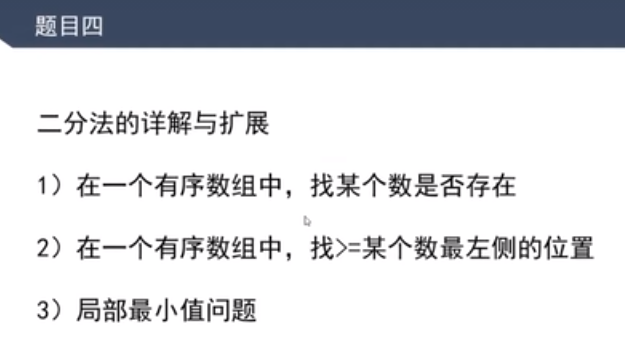 题目四
二分法的详解与扩展
1）在一个有序数组中，找某个数是否存在
2）在一个有序数组中，找>=某个数最左侧的位置
3）局部最小值问题